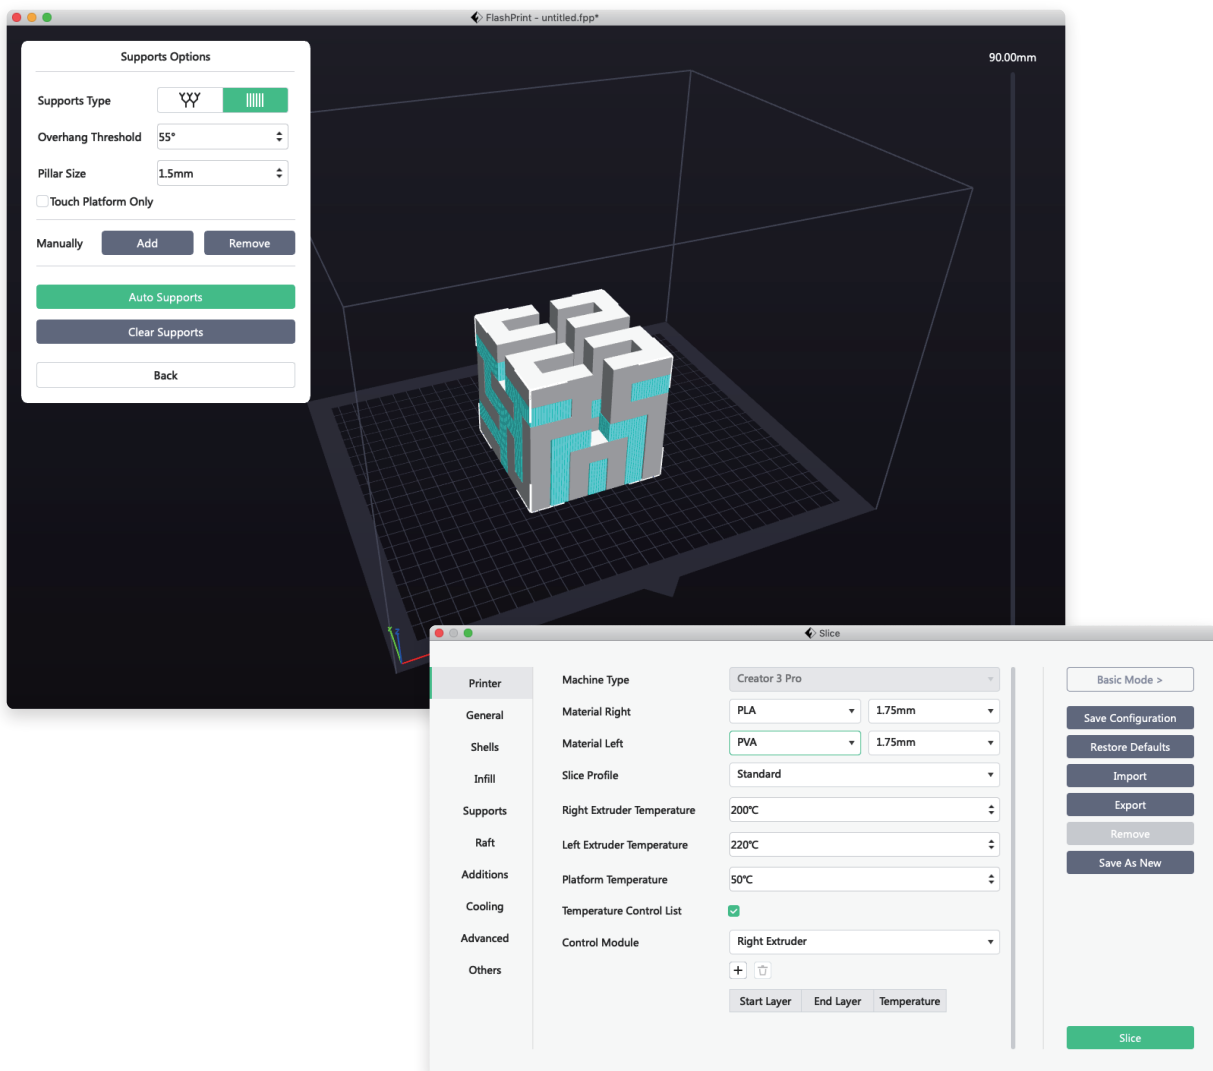 FlashPrint - untitled.fpp*
Supports Options
90.00mm
Supports Type
Overhang Threshold 55°
Pillar Size 1.5mm
Touch Platform Only
Manually Add Remove
Auto Supports
Clear Supports
Back
Slice
Printer
General
Shells
Infill
Supports
Raft
Additions
Cooling
Advanced
Others
Machine Type Creator 3 Pro
Material Right PLA 1.75mm
Material Left PVA 1.75mm
Slice Profile Standard
Right Extruder Temperature 200℃
Left Extruder Temperature 220℃
Platform Temperature 50℃
Temperature Control List
Control Module Right Extruder
Start Layer End Layer Temperature
Basic Mode >
Save Configuration
Restore Defaults
Import
Export
Remove
Save As New
Slice